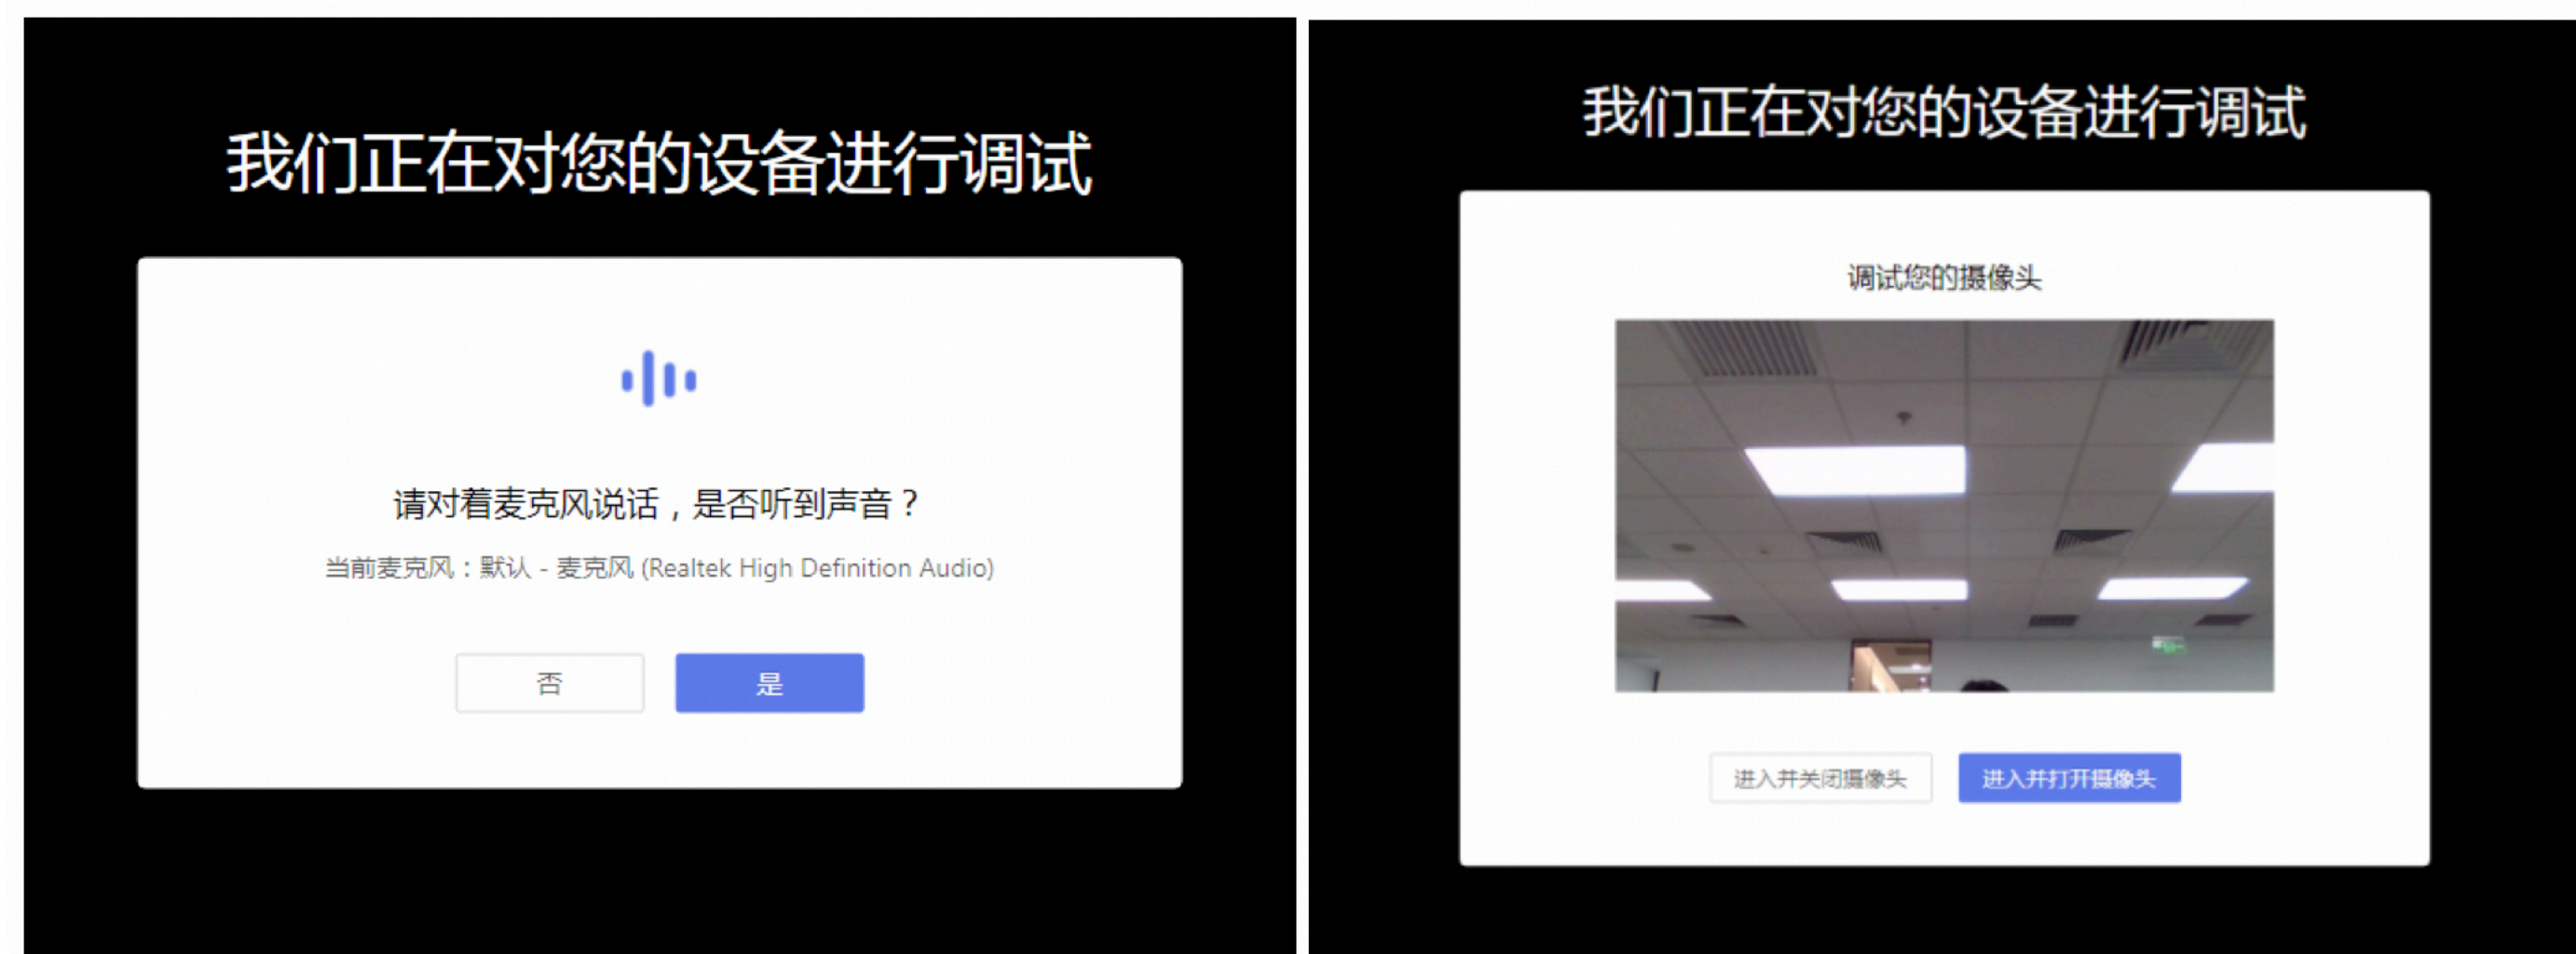 我们正在对您的设备进行调试
请对着麦克风说话，是否听到声音？
当前麦克风：默认 - 麦克风 (Realtek High Definition Audio)
否
是
我们正在对您的设备进行调试
调试您的摄像头
进入并关闭摄像头
进入并打开摄像头